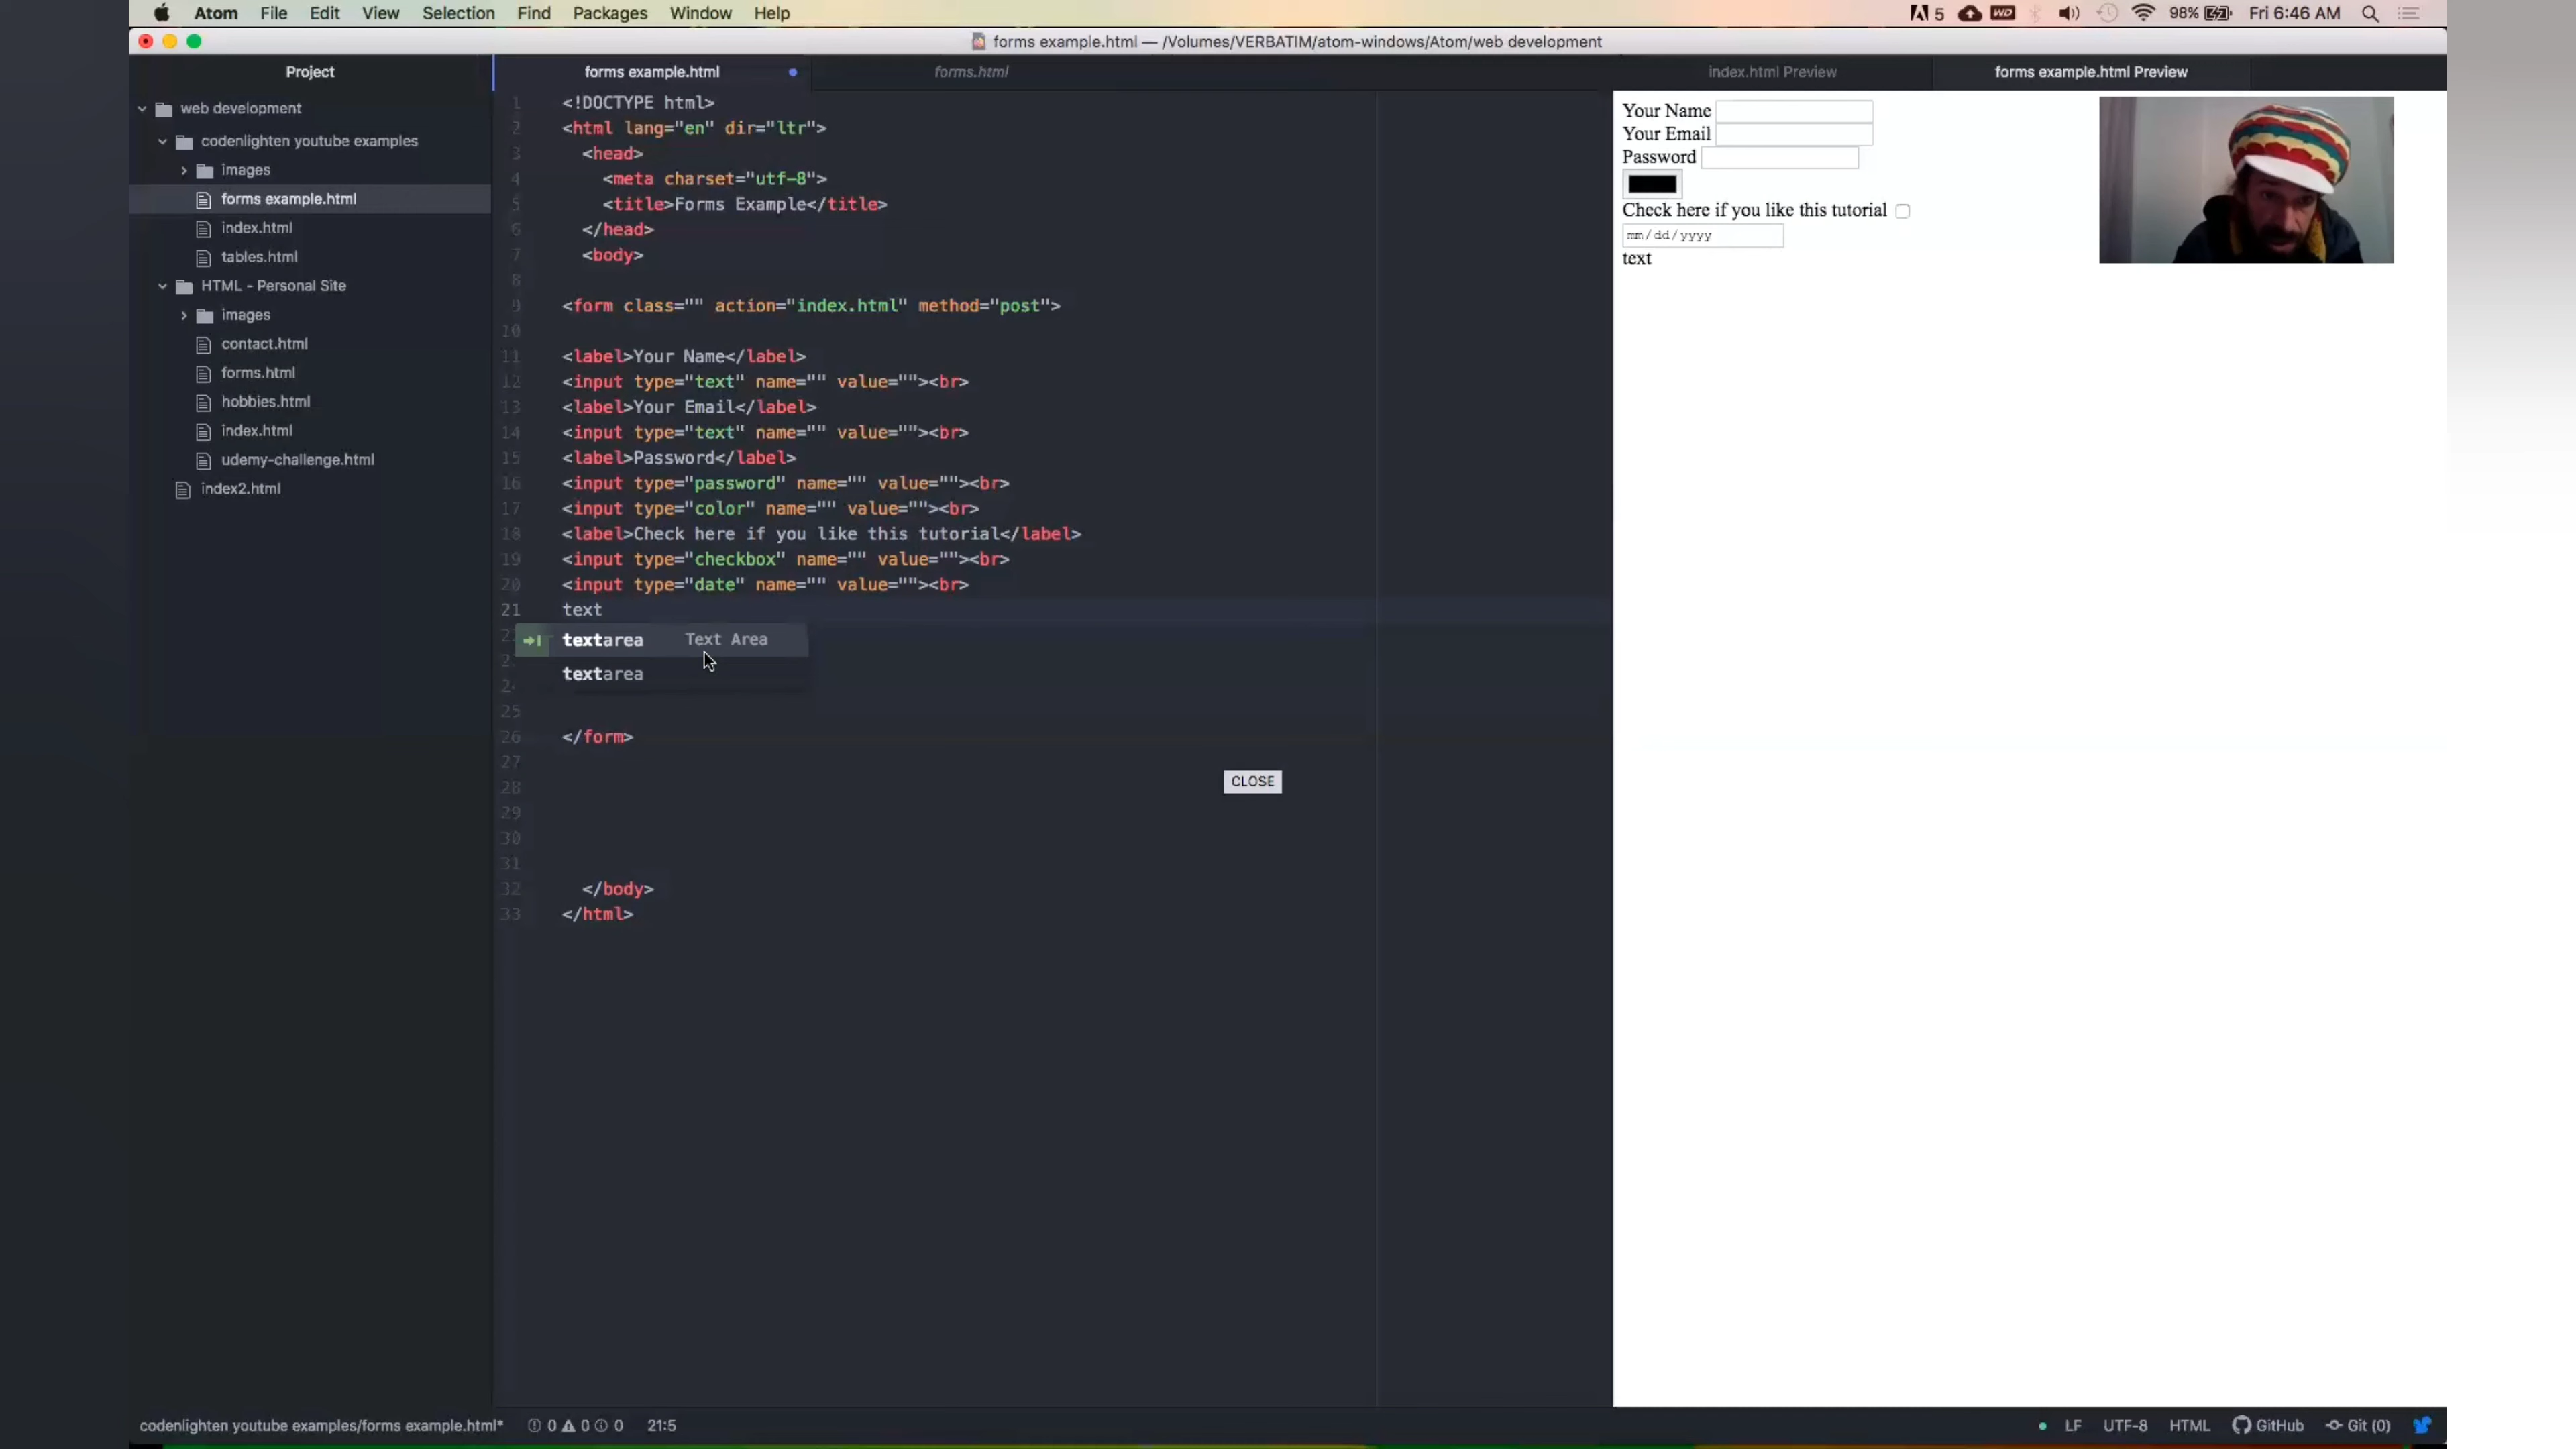 Atom File Edit View Selection Find Packages Window Help
5 WD 98% Fri 6:46 AM
forms example.html — /Volumes/VERBATIM/atom-windows/Atom/web development
Project
web development
codenlighten youtube examples
images
forms example.html
index.html
tables.html
HTML - Personal Site
images
contact.html
forms.html
hobbies.html
index.html
udemy-challenge.html
index2.html
forms example.html forms.html
1 <!DOCTYPE html>
2 <html lang="en" dir="ltr">
3 <head>
4 <meta charset="utf-8">
5 <title>Forms Example</title>
6 </head>
7 <body>
8
9 <form class="" action="index.html" method="post">
10
11 <label>Your Name</label>
12 <input type="text" name="" value=""><br>
13 <label>Your Email</label>
14 <input type="text" name="" value=""><br>
15 <label>Password</label>
16 <input type="password" name="" value=""><br>
17 <input type="color" name="" value=""><br>
18 <label>Check here if you like this tutorial</label>
19 <input type="checkbox" name="" value=""><br>
20 <input type="date" name="" value=""><br>
21 text
textarea Text Area
textarea
25
26 </form>
27
28
29
30
31
32 </body>
33 </html>
CLOSE
index.html Preview forms example.html Preview
Your Name
Your Email
Password
Check here if you like this tutorial
mm/dd/yyyy
text
codenlighten youtube examples/forms example.html* 0 0 0 21:5
LF UTF-8 HTML GitHub Git (0)